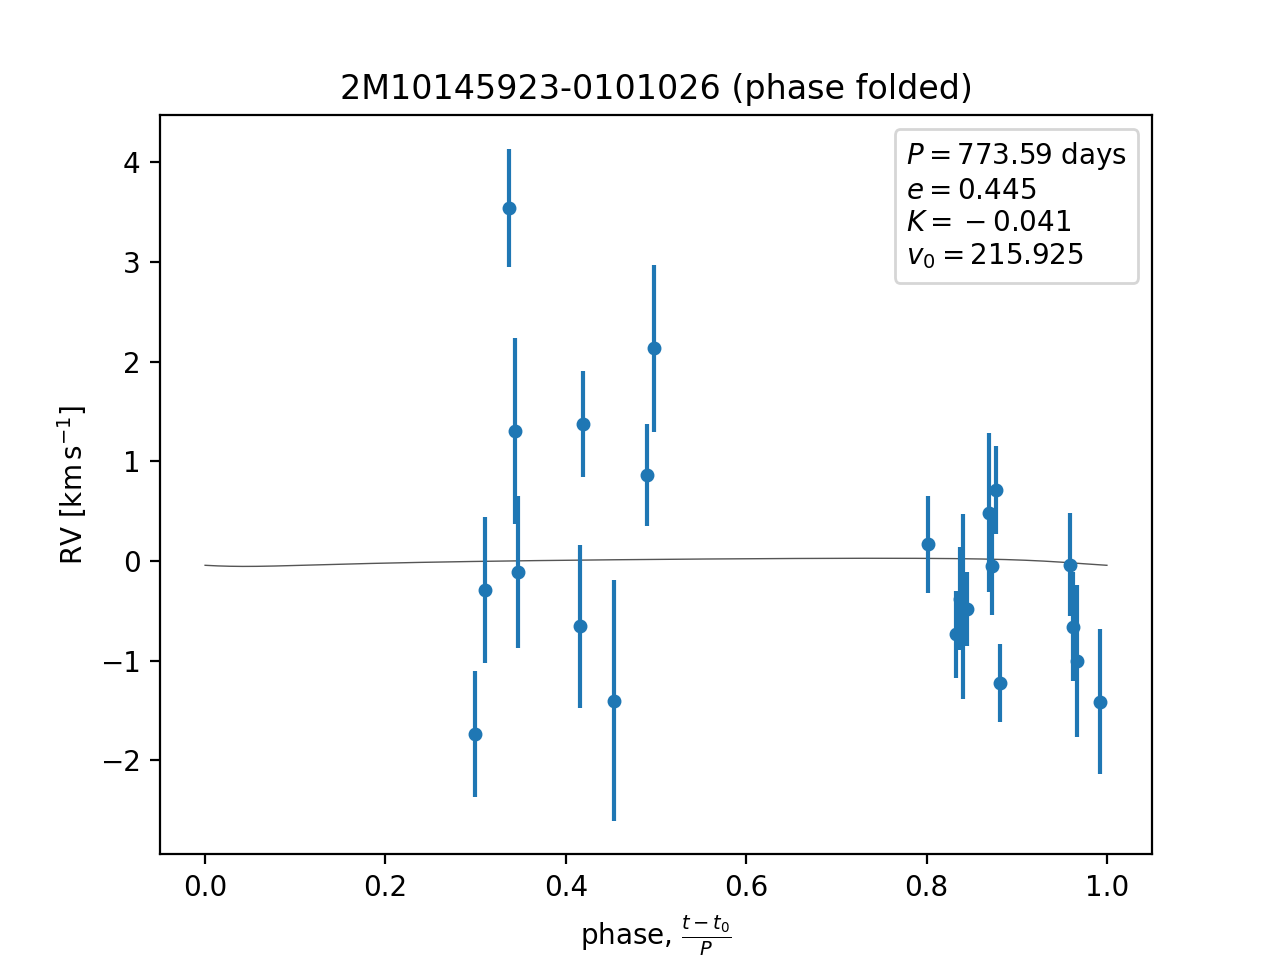 2M10145923-0101026 (phase folded)
P = 773.59 days
e = 0.445
K = −0.041
v₀ = 215.925
RV [km s⁻¹]
4
3
2
1
0
−1
−2
0.0 0.2 0.4 0.6 0.8 1.0
phase, (t − t₀)/P